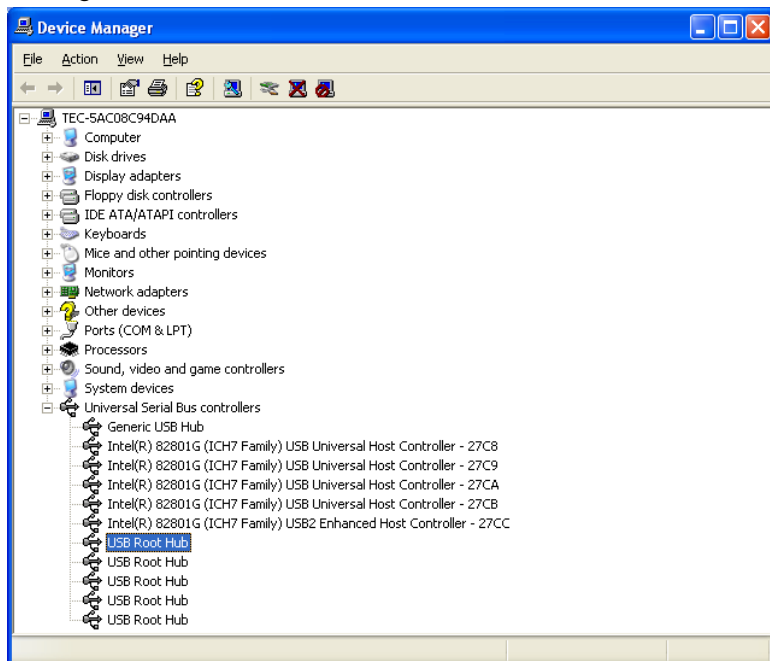 Device Manager
File Action View Help
TEC-5AC08C94DAA
Computer
Disk drives
Display adapters
Floppy disk controllers
IDE ATA/ATAPI controllers
Keyboards
Mice and other pointing devices
Monitors
Network adapters
Other devices
Ports (COM & LPT)
Processors
Sound, video and game controllers
System devices
Universal Serial Bus controllers
Generic USB Hub
Intel(R) 82801G (ICH7 Family) USB Universal Host Controller - 27C8
Intel(R) 82801G (ICH7 Family) USB Universal Host Controller - 27C9
Intel(R) 82801G (ICH7 Family) USB Universal Host Controller - 27CA
Intel(R) 82801G (ICH7 Family) USB Universal Host Controller - 27CB
Intel(R) 82801G (ICH7 Family) USB2 Enhanced Host Controller - 27CC
USB Root Hub
USB Root Hub
USB Root Hub
USB Root Hub
USB Root Hub